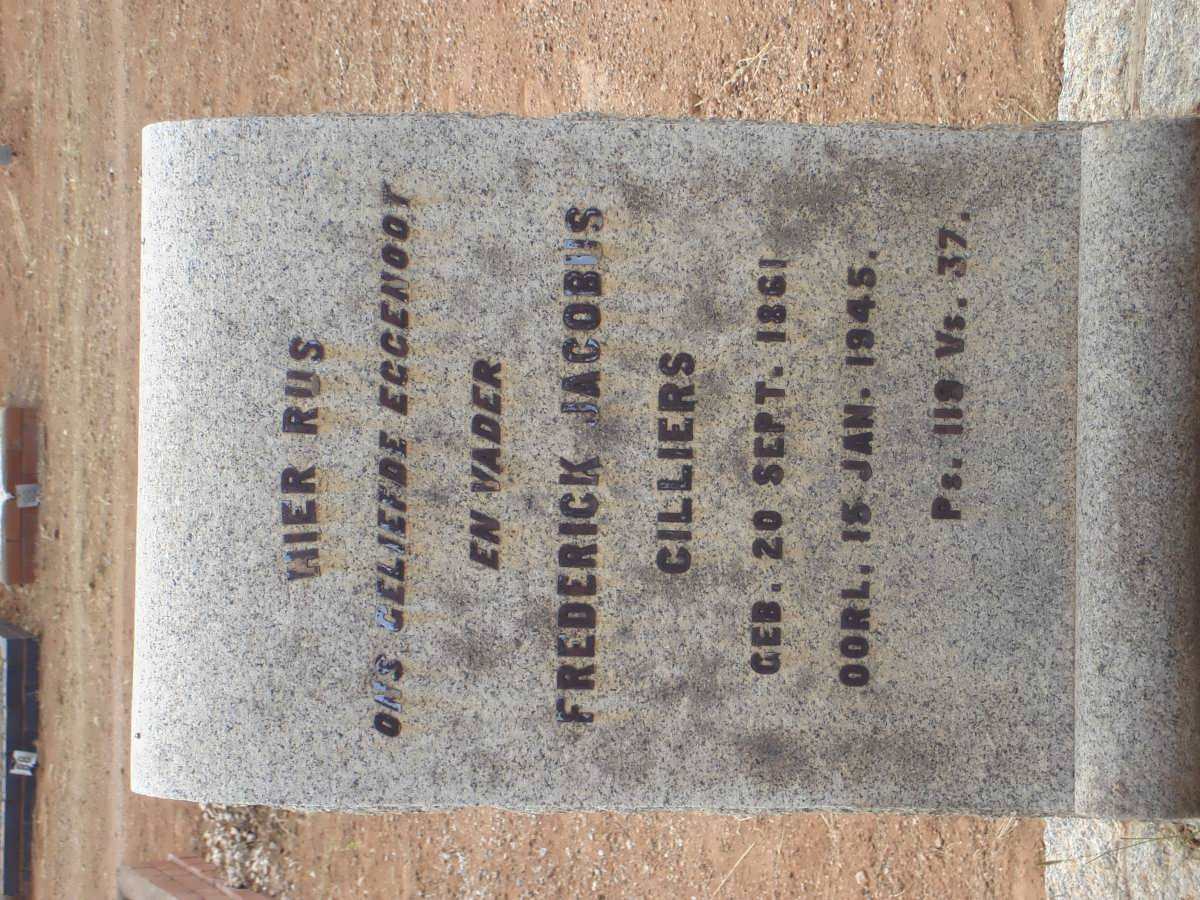 HIER RUS
ONS GELIEFDE EGGENOOT
EN VADER
FREDERICK JACOBUS
CILLIERS
GEB. 20 SEPT. 1861
OORL. 15 JAN. 1945.
Ps. 119 Vs. 37.